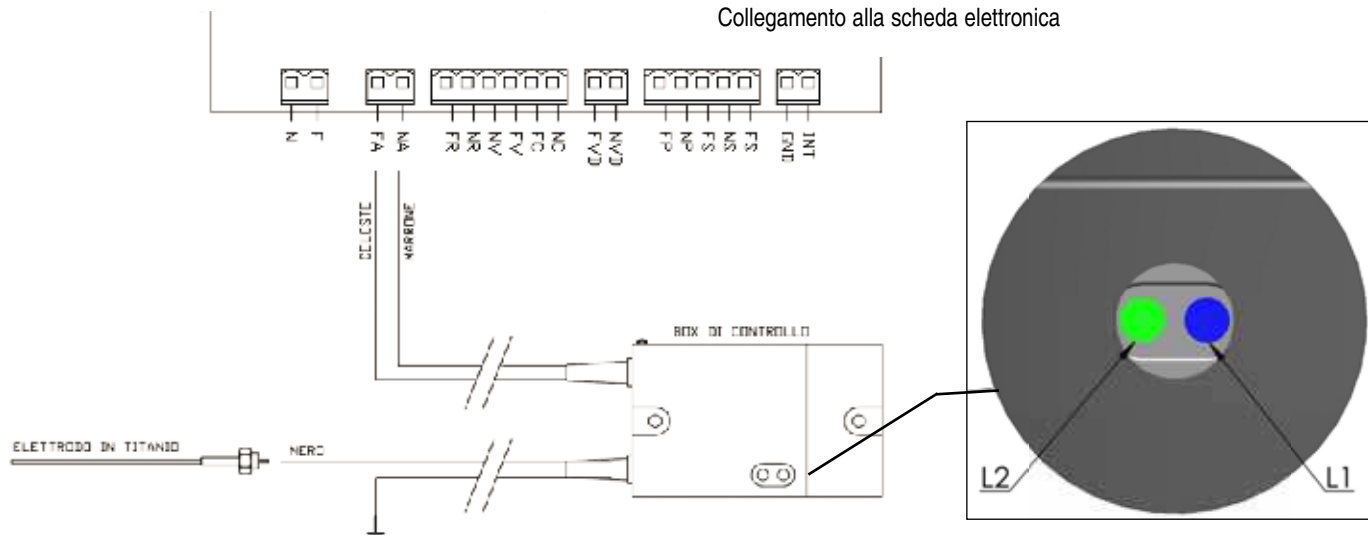 Collegamento alla scheda elettronica
N F FA NA FR NR NV FV FC NC FVD NVD FP NP FS NS FS GND INT
CELESTE
MARRONE
BOX DI CONTROLLO
ELETTRODO IN TITANIO
NERO
L2
L1